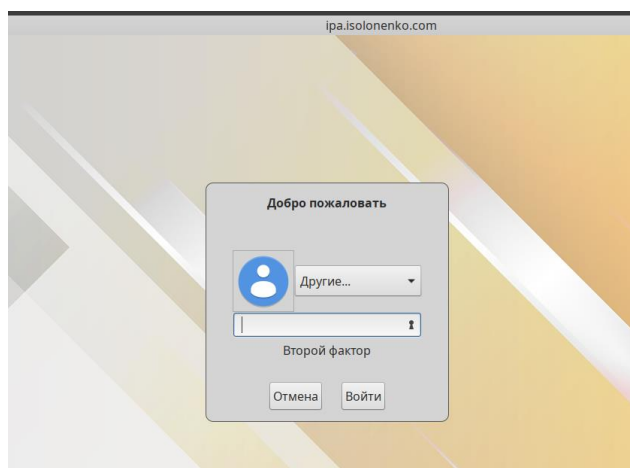 ipa.isolonenko.com
Добро пожаловать
Другие...
Второй фактор
Отмена
Войти